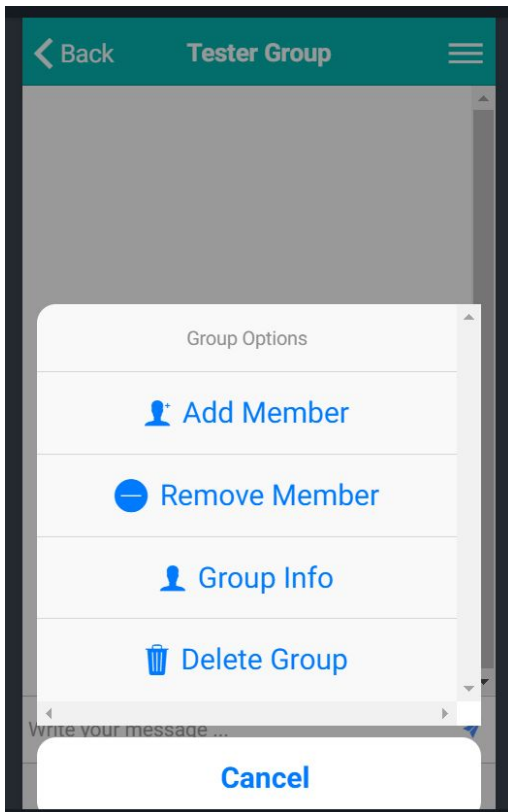 Back Tester Group
Group Options
Add Member
Remove Member
Group Info
Delete Group
Write your message ...
Cancel